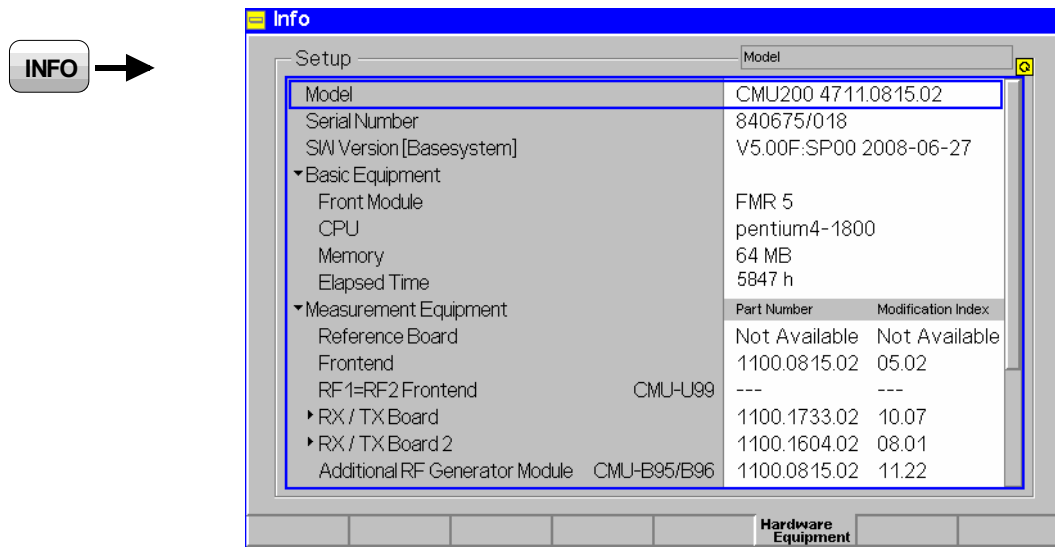 Info
INFO
Setup Model
Model CMU200 4711.0815.02
Serial Number 840675/018
S/W Version [Basesystem] V5.00F:SP00 2008-06-27
Basic Equipment
Front Module FMR 5
CPU pentium4-1800
Memory 64 MB
Elapsed Time 5847 h
Measurement Equipment Part Number Modification Index
Reference Board Not Available Not Available
Frontend 1100.0815.02 05.02
RF1=RF2 Frontend CMU-U99 --- ---
RX / TX Board 1100.1733.02 10.07
RX / TX Board 2 1100.1604.02 08.01
Additional RF Generator Module CMU-B95/B96 1100.0815.02 11.22
Hardware
Equipment